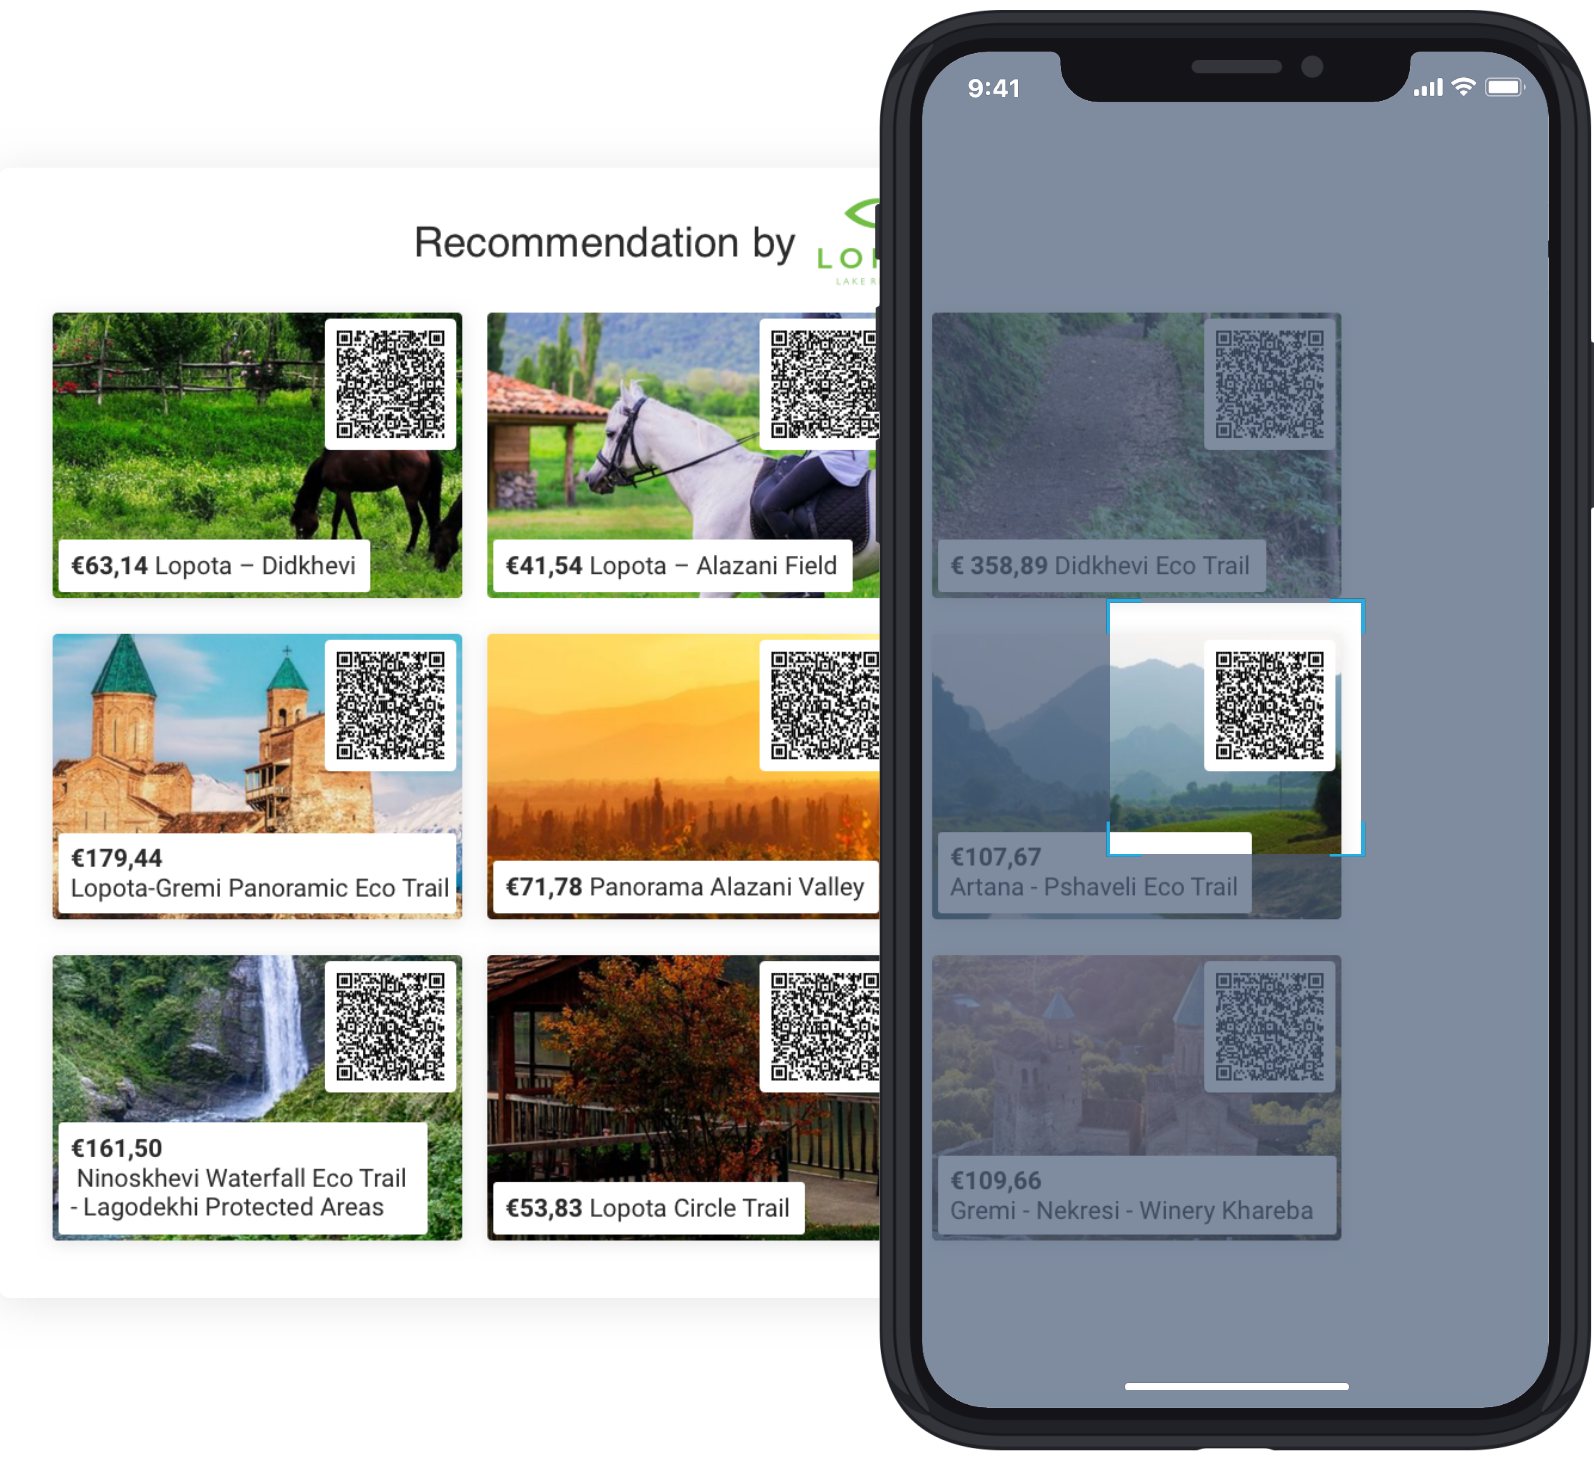 9:41
Recommendation by
€63,14 Lopota – Didkhevi
€41,54 Lopota – Alazani Field
€ 358,89 Didkhevi Eco Trail
€179,44
Lopota-Gremi Panoramic Eco Trail
€71,78 Panorama Alazani Valley
€107,67
Artana - Pshaveli Eco Trail
€161,50
Ninoskhevi Waterfall Eco Trail
- Lagodekhi Protected Areas
€53,83 Lopota Circle Trail
€109,66
Gremi - Nekresi - Winery Khareba